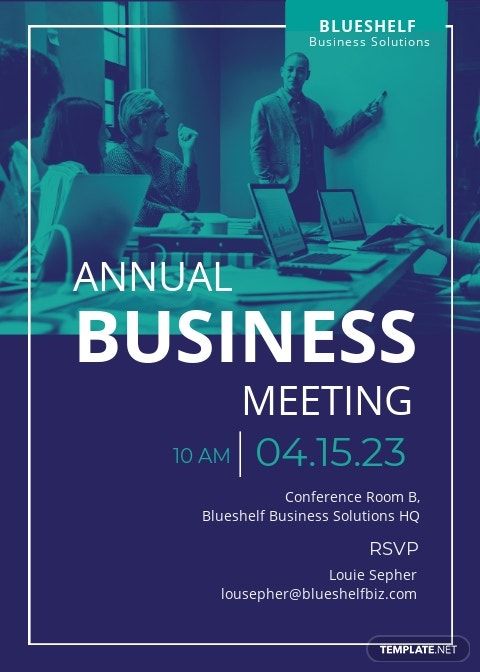 BLUESHELF
Business Solutions
ANNUAL
BUSINESS
MEETING
10 AM 04.15.23
Conference Room B,
Blueshelf Business Solutions HQ
RSVP
Louie Sepher
lousepher@blueshelfbiz.com
TEMPLATE.NET